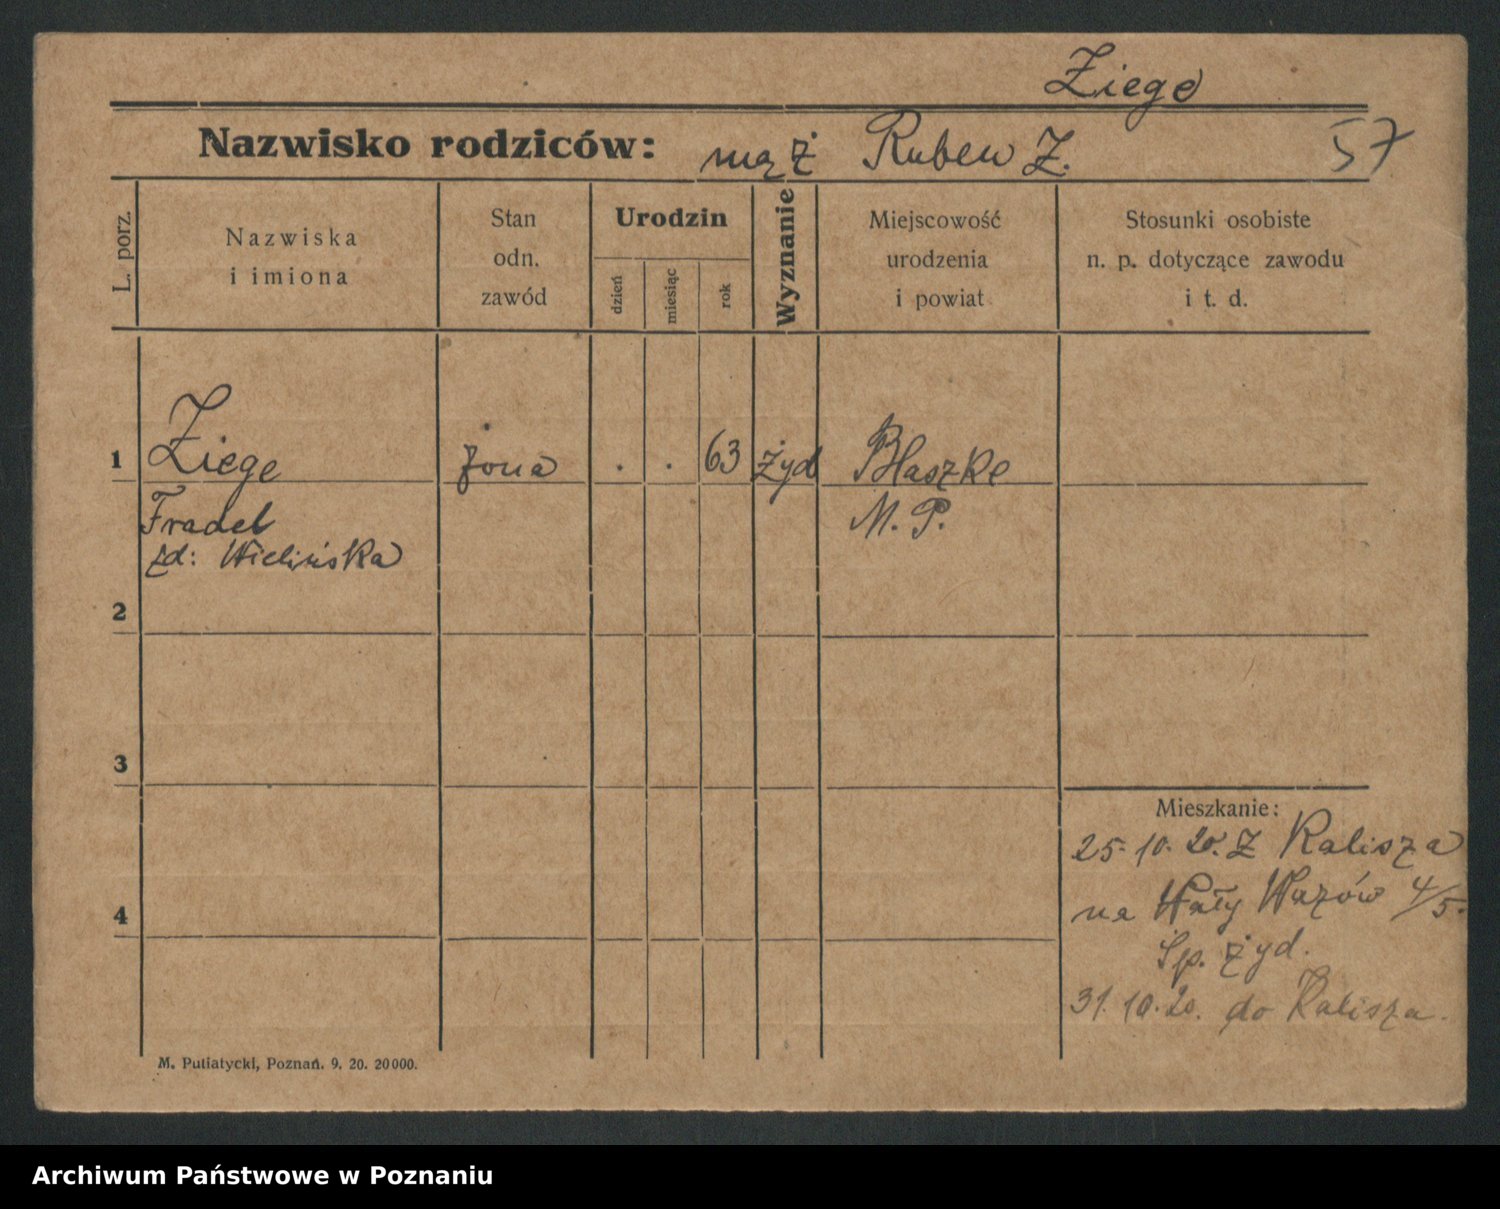 Ziege
Nazwisko rodziców: mąż Ruben Z. 57
L. porz.
Nazwiska
i imiona
Stan
odn.
zawód
Urodzin
dzień
miesiąc
rok
Wyznanie
Miejscowość
urodzenia
i powiat
Stosunki osobiste
n. p. dotyczące zawodu
i t. d.
1 Ziege żona . . 63 żyd Blaszke
Fradel M. P.
zd: Wielińska
2
3
Mieszkanie:
25.10.20. Z Kalisza
4 na Wały Wazów 4/5.
Sp. żyd.
31.10.20. do Kalisza.
M. Putiatycki, Poznań. 9. 20. 20000.
Archiwum Państwowe w Poznaniu